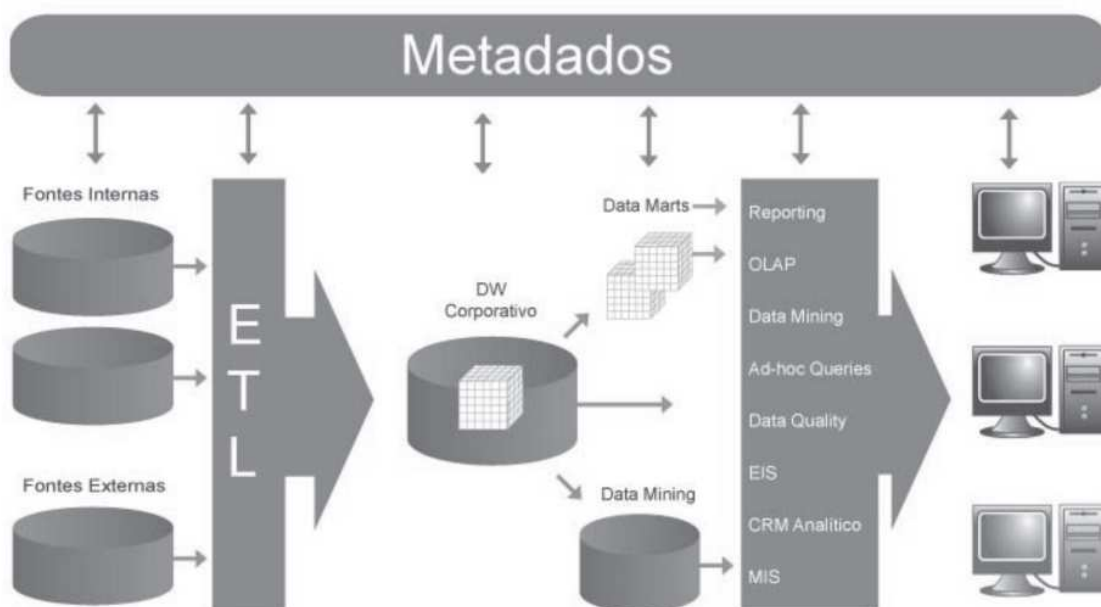 Metadados
Fontes Internas
Fontes Externas
E
T
L
DW
Corporativo
Data Marts
Data Mining
Reporting
OLAP
Data Mining
Ad-hoc Queries
Data Quality
EIS
CRM Analítico
MIS